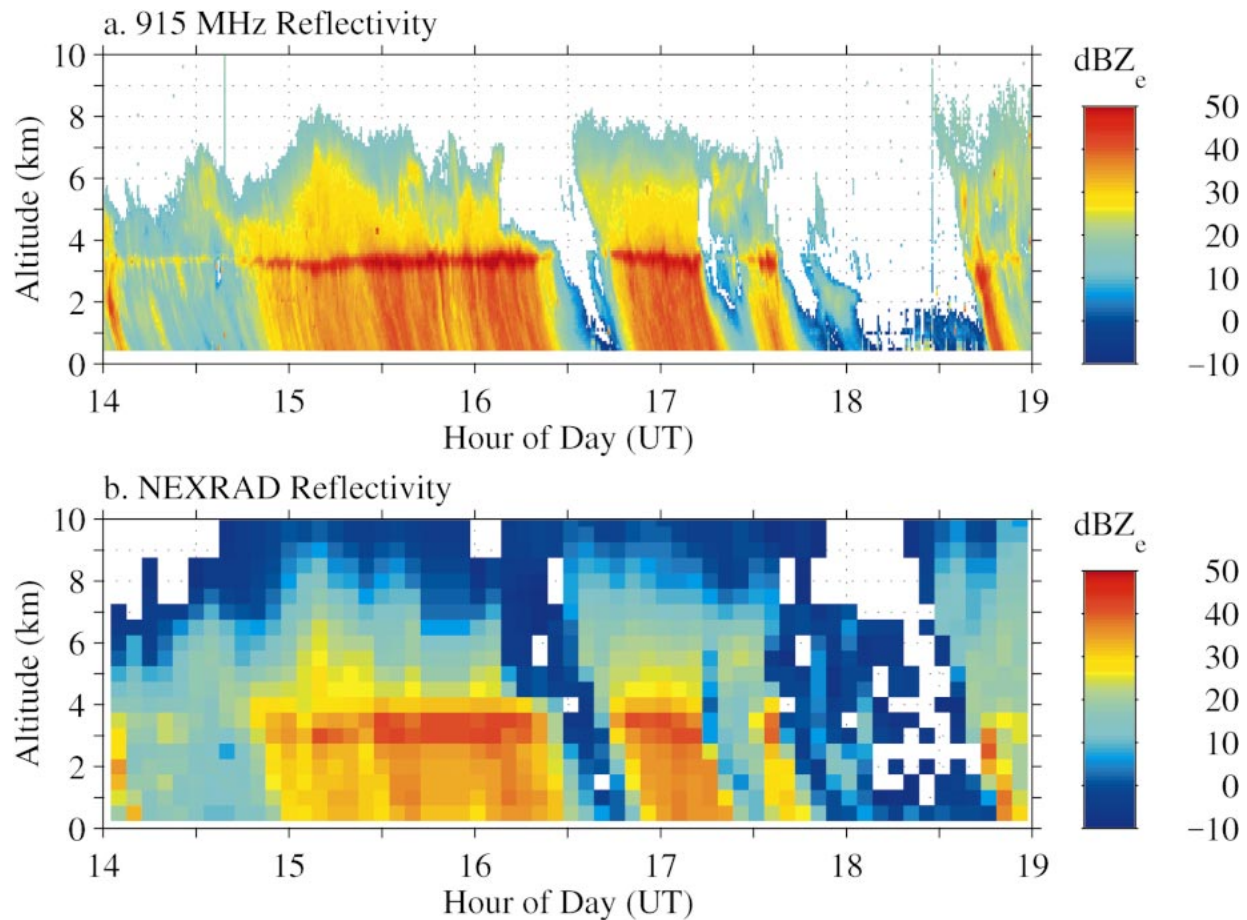 a. 915 MHz Reflectivity
10
8
6
4
2
0
Altitude (km)
14 15 16 17 18 19
Hour of Day (UT)
dBZe
50
40
30
20
10
0
−10
b. NEXRAD Reflectivity
10
8
6
4
2
0
Altitude (km)
14 15 16 17 18 19
Hour of Day (UT)
dBZe
50
40
30
20
10
0
−10